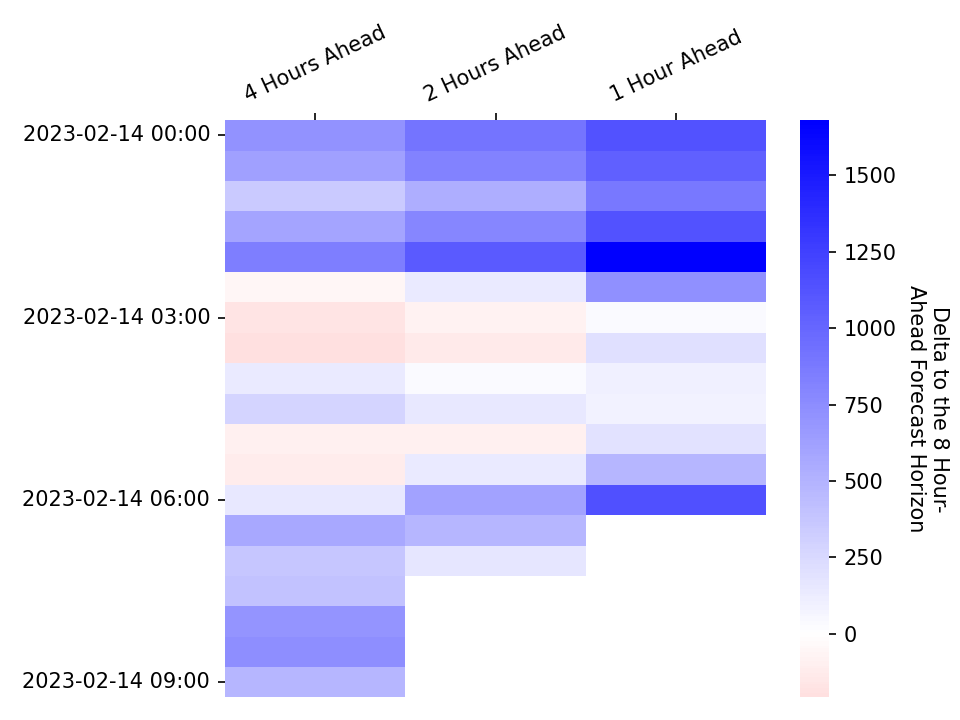 4 Hours Ahead
2 Hours Ahead
1 Hour Ahead
2023-02-14 00:00
2023-02-14 03:00
2023-02-14 06:00
2023-02-14 09:00
1500
1250
1000
750
500
250
0
Delta to the 8 Hour-
Ahead Forecast Horizon